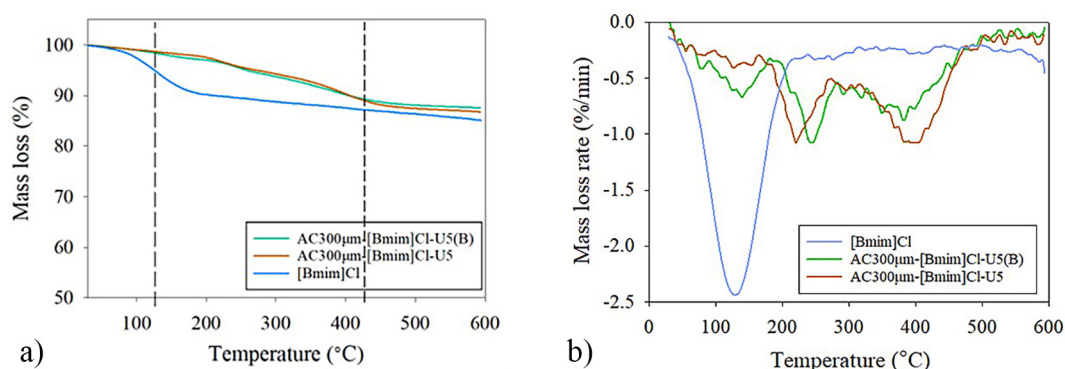 100
90
80
70
60
50
Mass loss (%)
AC300µm-[Bmim]Cl-U5(B)
AC300µm-[Bmim]Cl-U5
[Bmim]Cl
100 200 300 400 500 600
Temperature (°C)
a)
0.0
-0.5
-1.0
-1.5
-2.0
-2.5
Mass loss rate (%/min)
[Bmim]Cl
AC300µm-[Bmim]Cl-U5(B)
AC300µm-[Bmim]Cl-U5
0 100 200 300 400 500 600
Temperature (°C)
b)